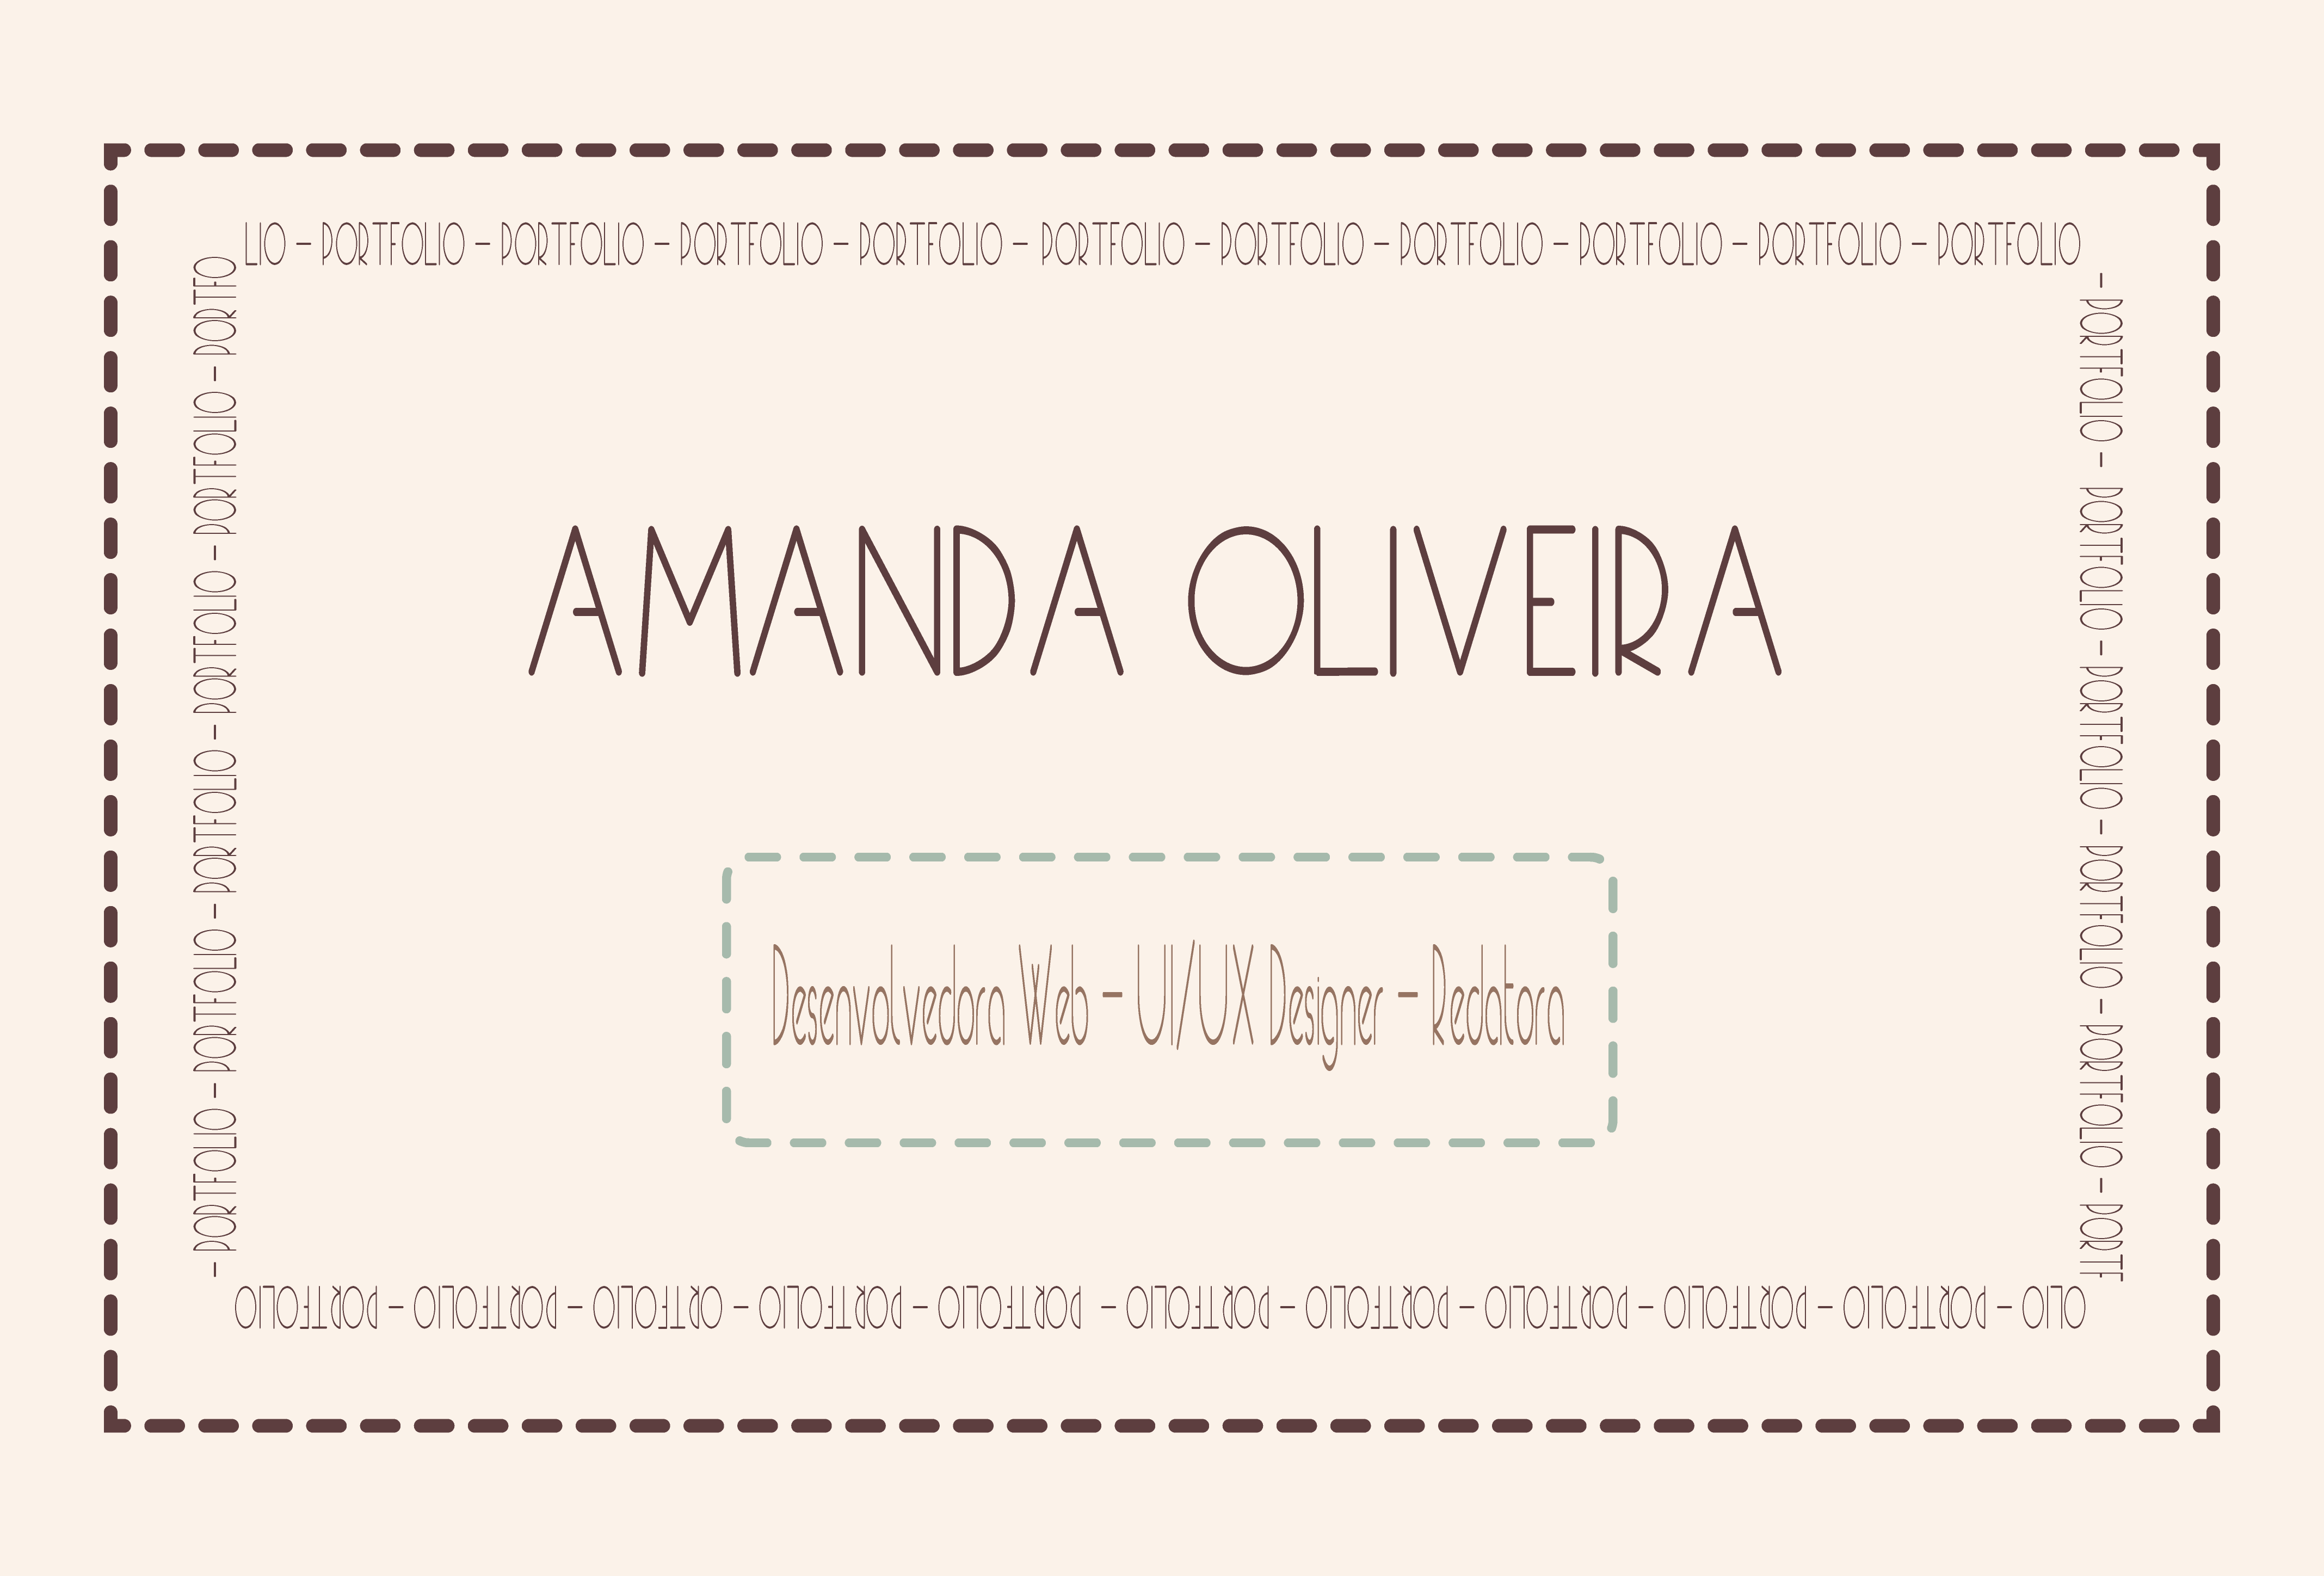 LIO – PORTFOLIO – PORTFOLIO – PORTFOLIO – PORTFOLIO – PORTFOLIO – PORTFOLIO – PORTFOLIO – PORTFOLIO – PORTFOLIO – PORTFOLIO
– PORTFOLIO – PORTFOLIO – PORTFOLIO – PORTFOLIO – PORTFOLIO – PORTF
OLIO – PORTFOLIO – PORTFOLIO – PORTFOLIO – PORTFOLIO – PORTFOLIO – PORTFOLIO – PORTFOLIO – ORTFOLIO – PORTFOLIO – PORTFOLIO
– PORTFOLIO – PORTFOLIO – PORTFOLIO – PORTFOLIO – PORTFOLIO – PORTFO
AMANDA OLIVEIRA
Desenvolvedora Web – UI/UX Designer – Redatora